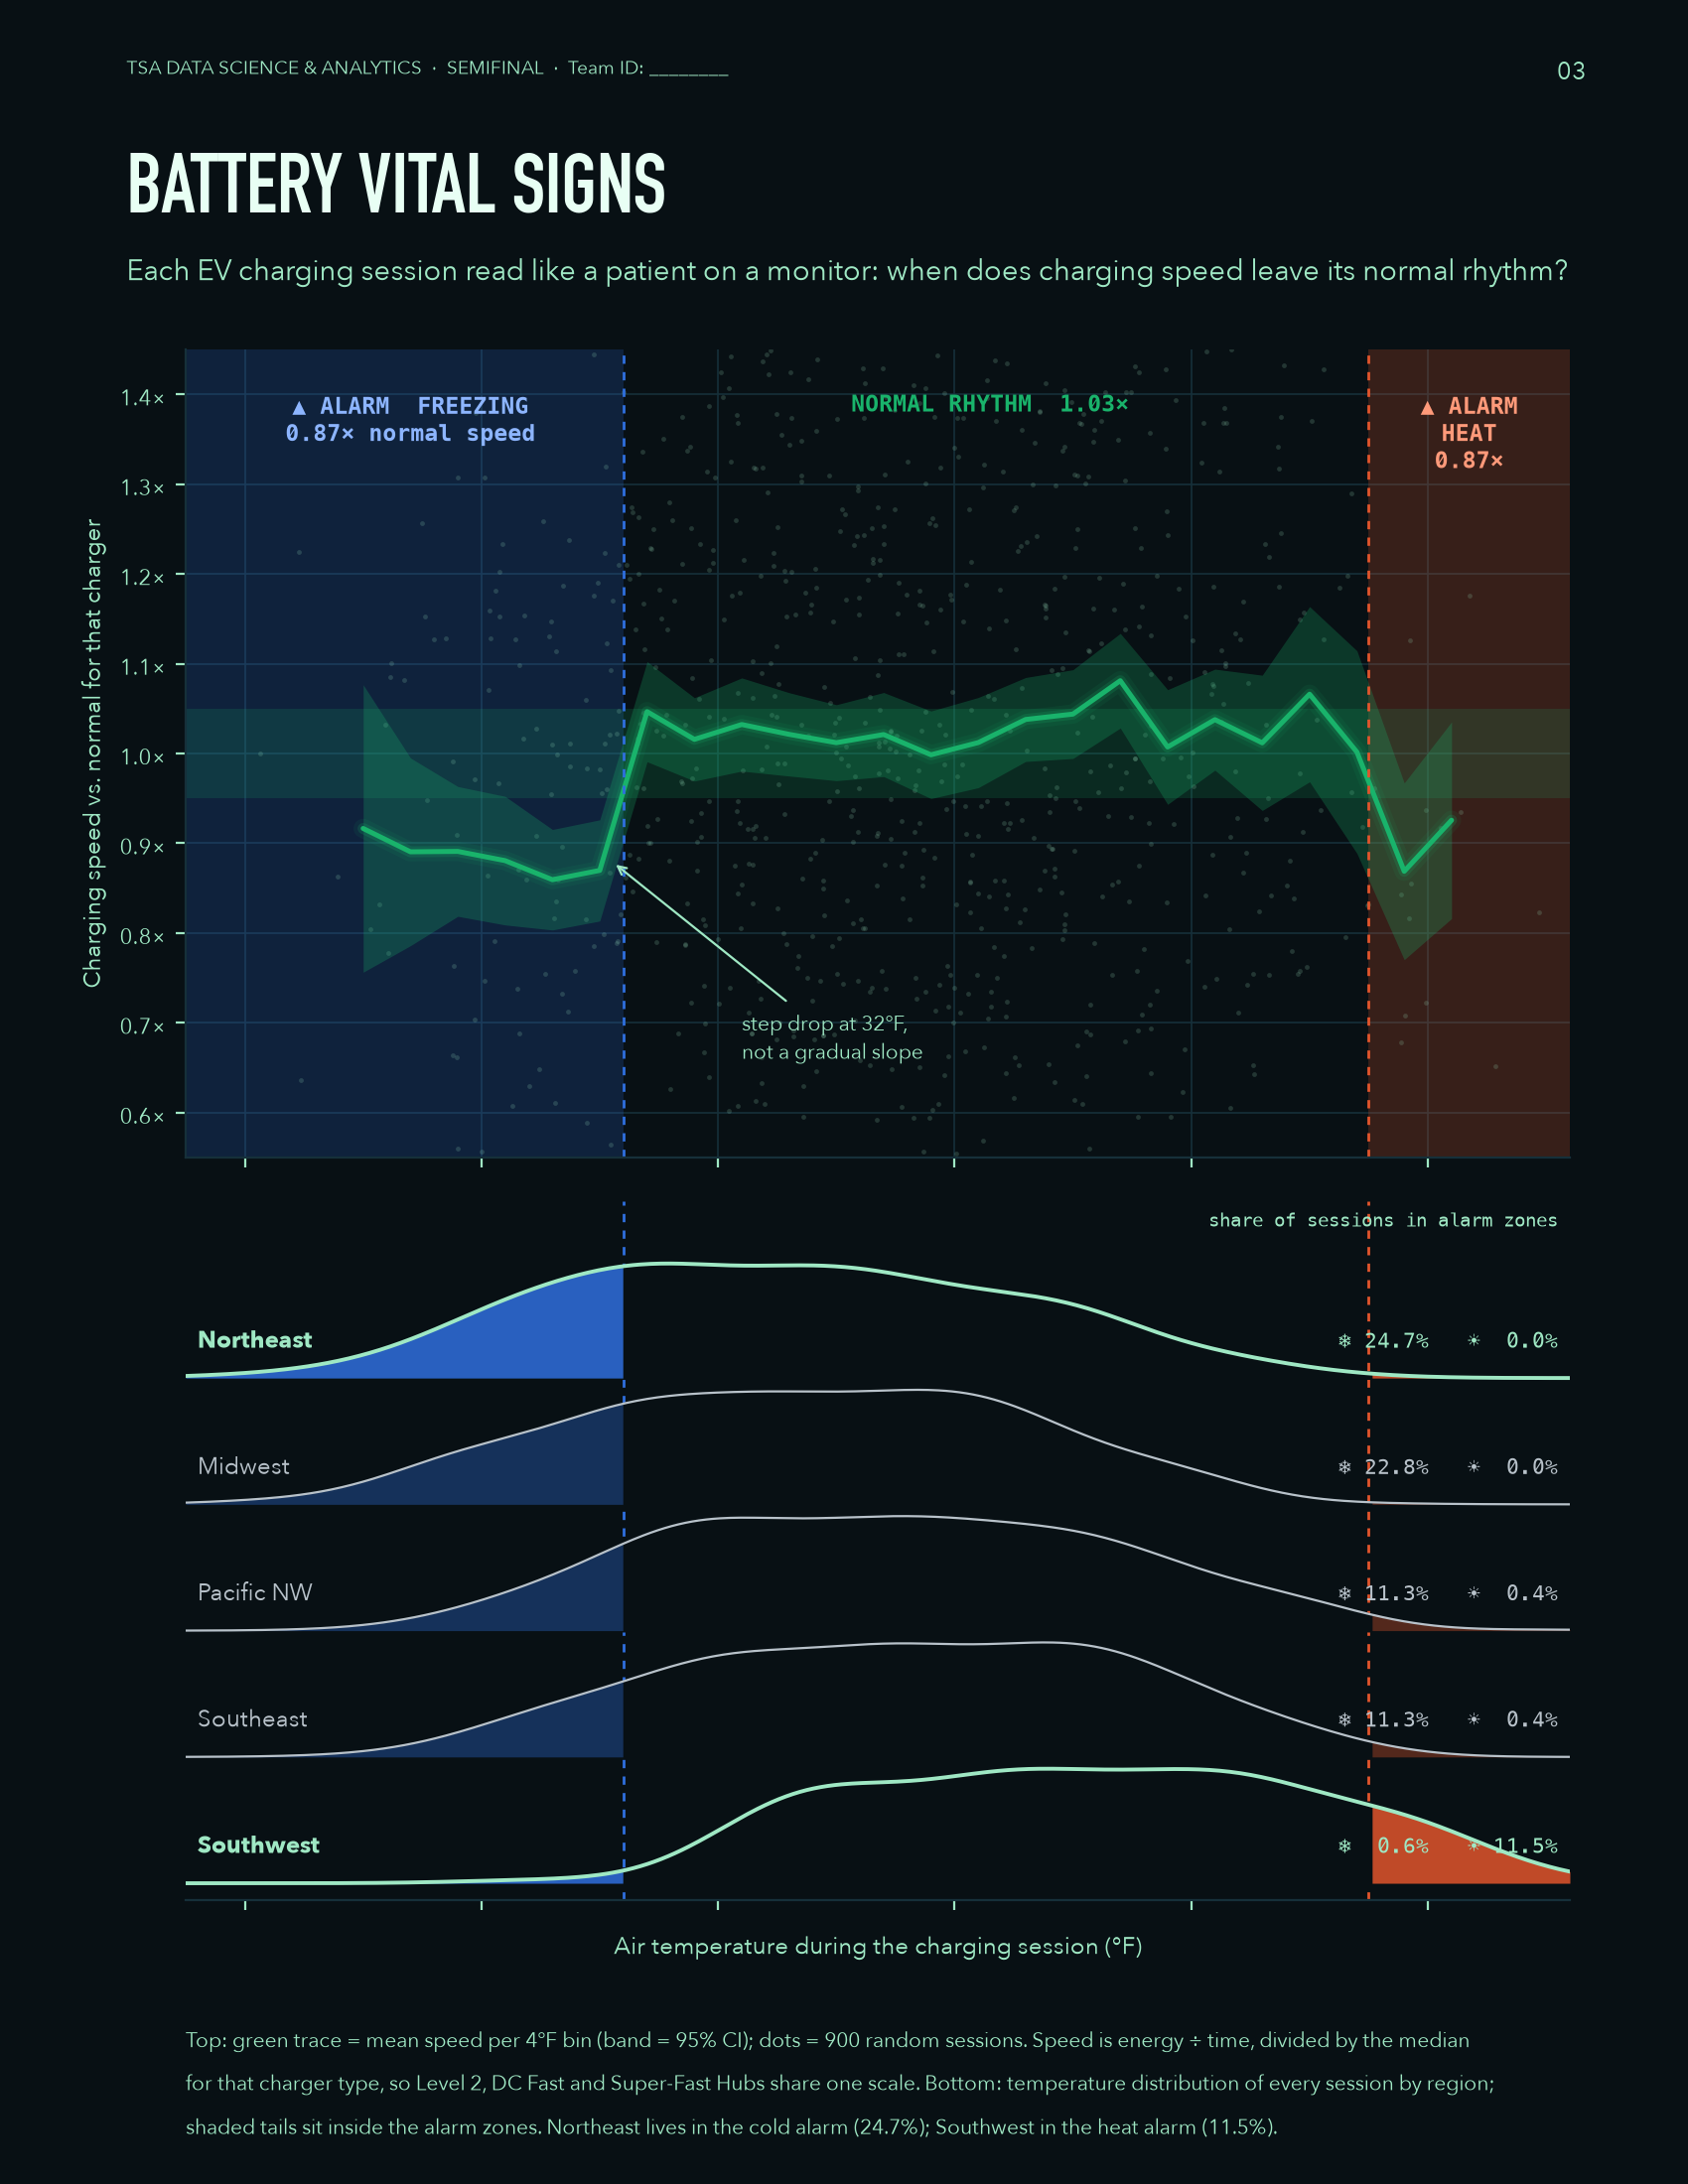 TSA DATA SCIENCE & ANALYTICS · SEMIFINAL · Team ID: ________
03
BATTERY VITAL SIGNS
Each EV charging session read like a patient on a monitor: when does charging speed leave its normal rhythm?
Charging speed vs. normal for that charger
1.4×
1.3×
1.2×
1.1×
1.0×
0.9×
0.8×
0.7×
0.6×
▲ ALARM  FREEZING
0.87× normal speed
NORMAL RHYTHM  1.03×
▲ ALARM
HEAT
0.87×
step drop at 32°F,
not a gradual slope
share of sessions in alarm zones
Northeast ❄ 24.7% ☀ 0.0%
Midwest ❄ 22.8% ☀ 0.0%
Pacific NW ❄ 11.3% ☀ 0.4%
Southeast ❄ 11.3% ☀ 0.4%
Southwest ❄ 0.6% ☀ 11.5%
Air temperature during the charging session (°F)
Top: green trace = mean speed per 4°F bin (band = 95% CI); dots = 900 random sessions. Speed is energy ÷ time, divided by the median
for that charger type, so Level 2, DC Fast and Super-Fast Hubs share one scale. Bottom: temperature distribution of every session by region;
shaded tails sit inside the alarm zones. Northeast lives in the cold alarm (24.7%); Southwest in the heat alarm (11.5%).